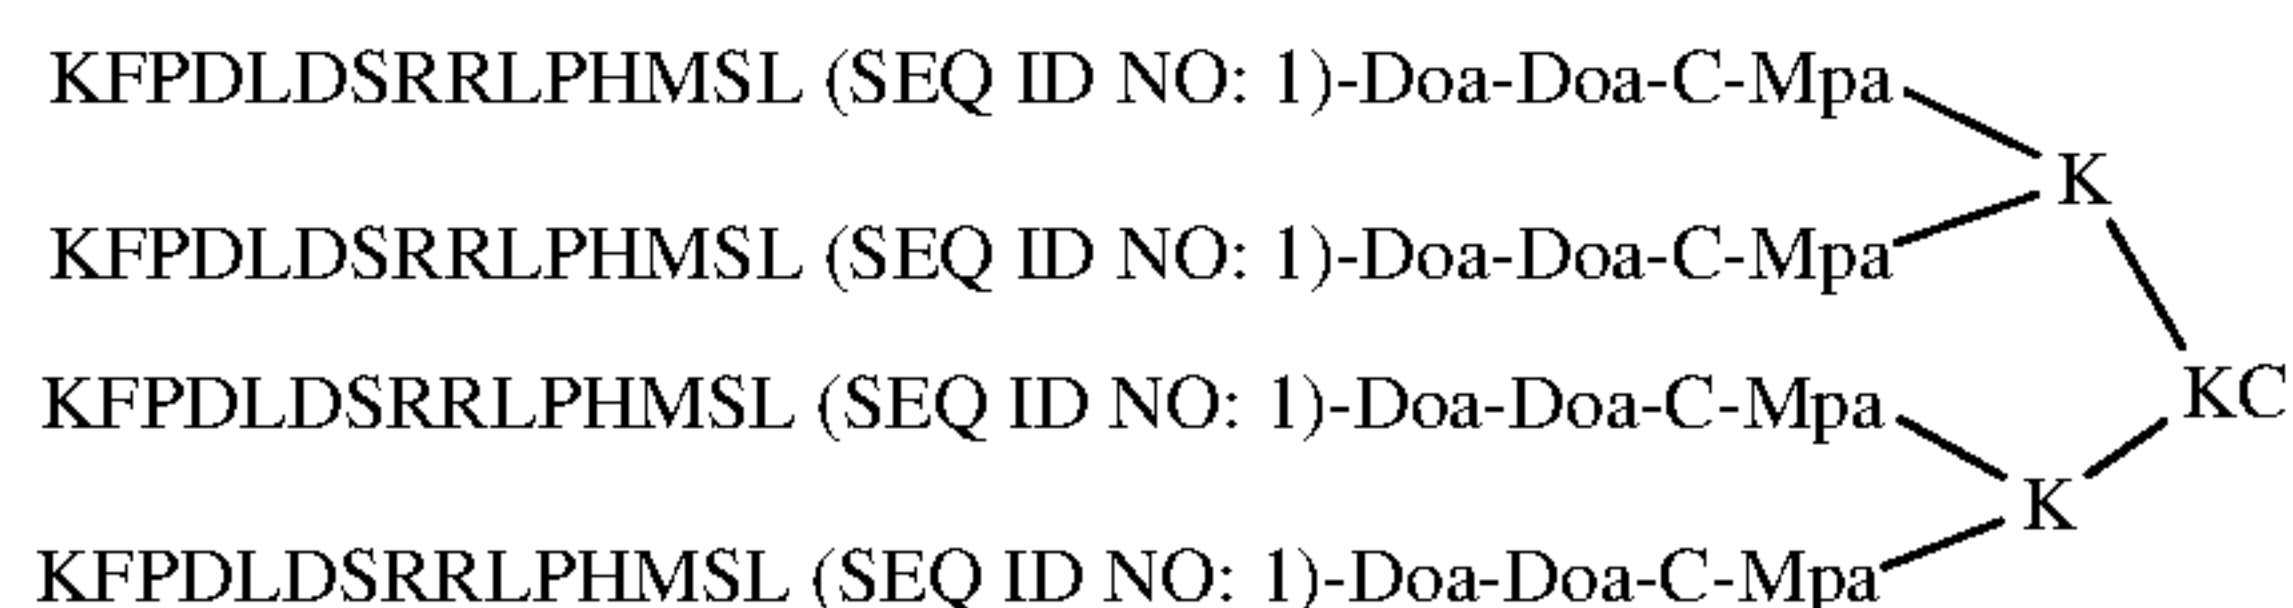 KFPDLDSRRLPHMSL (SEQ ID NO: 1)-Doa-Doa-C-Mpa
K
KFPDLDSRRLPHMSL (SEQ ID NO: 1)-Doa-Doa-C-Mpa
KC
KFPDLDSRRLPHMSL (SEQ ID NO: 1)-Doa-Doa-C-Mpa
K
KFPDLDSRRLPHMSL (SEQ ID NO: 1)-Doa-Doa-C-Mpa